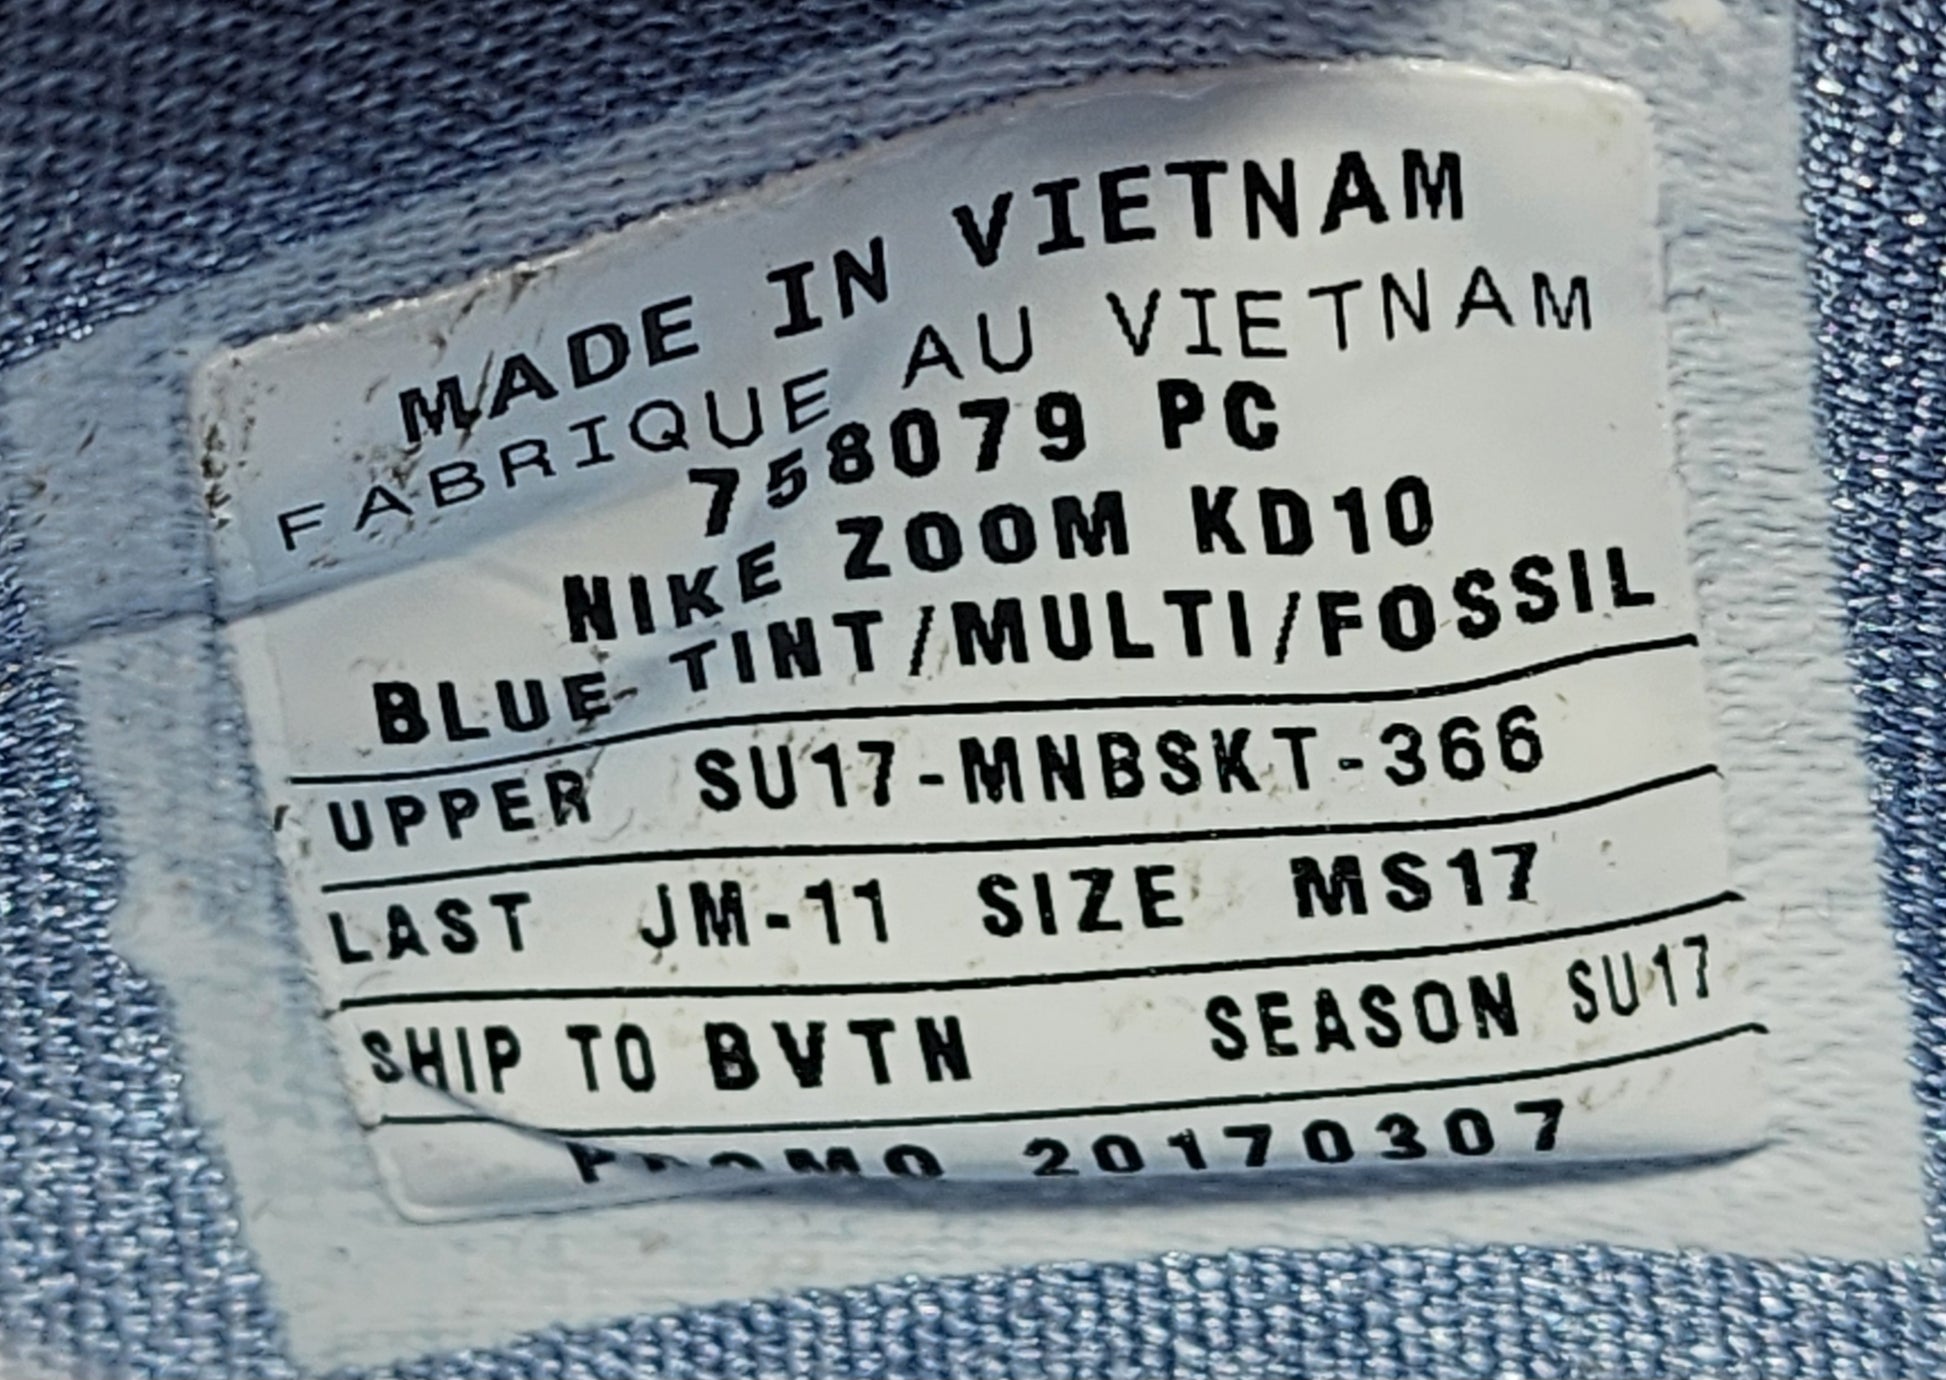 MADE IN VIETNAM
FABRIQUE AU VIETNAM
758079 PC
NIKE ZOOM KD10
BLUE TINT/MULTI/FOSSIL
UPPER SU17-MNBSKT-366
LAST JM-11 SIZE MS17
SHIP TO BVTN SEASON SU17
PROMO 20170307